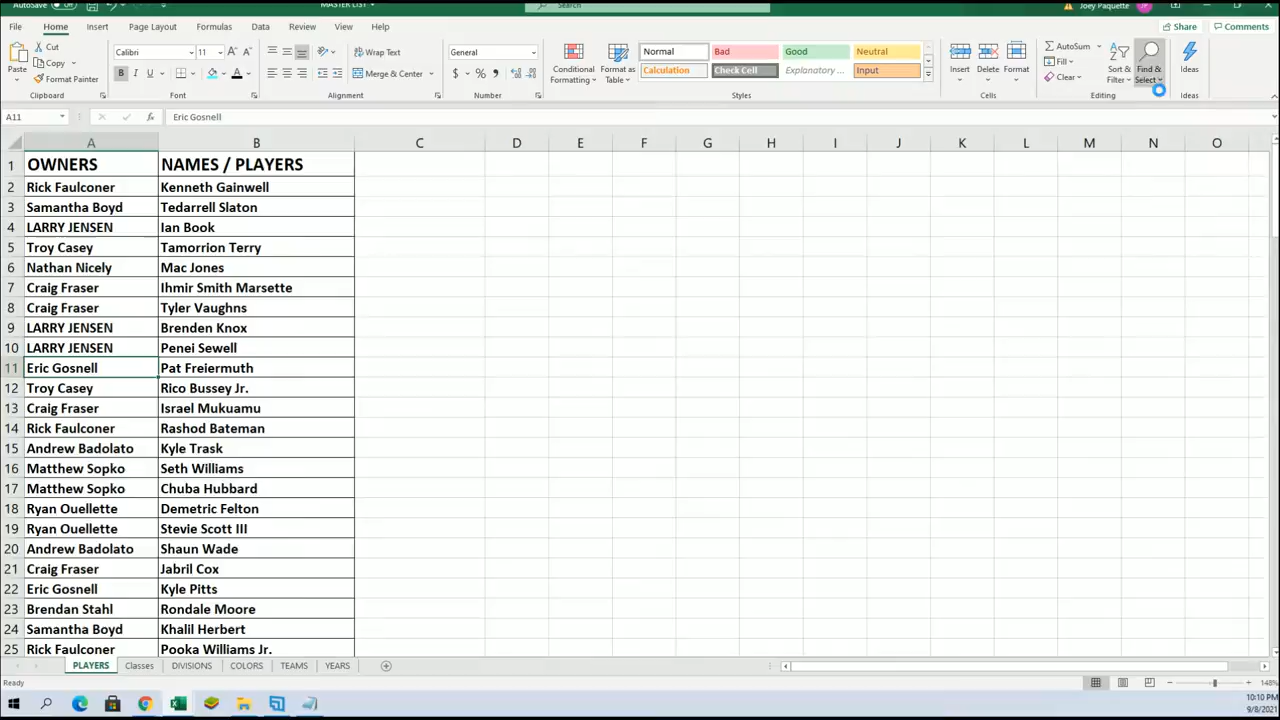 AutoSave Off MASTER LIST Search Joey Paquette JP
File Home Insert Page Layout Formulas Data Review View Help Share Comments
Paste Cut Copy Format Painter Clipboard
Calibri 11 A A B I U A Font
Wrap Text Merge & Center Alignment
General $ % , Number
Conditional Formatting Format as Table
Normal Bad Good Neutral
Calculation Check Cell Explanatory ... Input
Styles
Insert Delete Format Cells
AutoSum Fill Clear Sort & Filter Find & Select Editing
Ideas Ideas
A11 fx Eric Gosnell
A B C D E F G H I J K L M N O
1 OWNERS NAMES / PLAYERS
2 Rick Faulconer Kenneth Gainwell
3 Samantha Boyd Tedarrell Slaton
4 LARRY JENSEN Ian Book
5 Troy Casey Tamorrion Terry
6 Nathan Nicely Mac Jones
7 Craig Fraser Ihmir Smith Marsette
8 Craig Fraser Tyler Vaughns
9 LARRY JENSEN Brenden Knox
10 LARRY JENSEN Penei Sewell
11 Eric Gosnell Pat Freiermuth
12 Troy Casey Rico Bussey Jr.
13 Craig Fraser Israel Mukuamu
14 Rick Faulconer Rashod Bateman
15 Andrew Badolato Kyle Trask
16 Matthew Sopko Seth Williams
17 Matthew Sopko Chuba Hubbard
18 Ryan Ouellette Demetric Felton
19 Ryan Ouellette Stevie Scott III
20 Andrew Badolato Shaun Wade
21 Craig Fraser Jabril Cox
22 Eric Gosnell Kyle Pitts
23 Brendan Stahl Rondale Moore
24 Samantha Boyd Khalil Herbert
25 Rick Faulconer Pooka Williams Jr.
PLAYERS Classes DIVISIONS COLORS TEAMS YEARS
Ready 148%
10:10 PM
9/8/2021